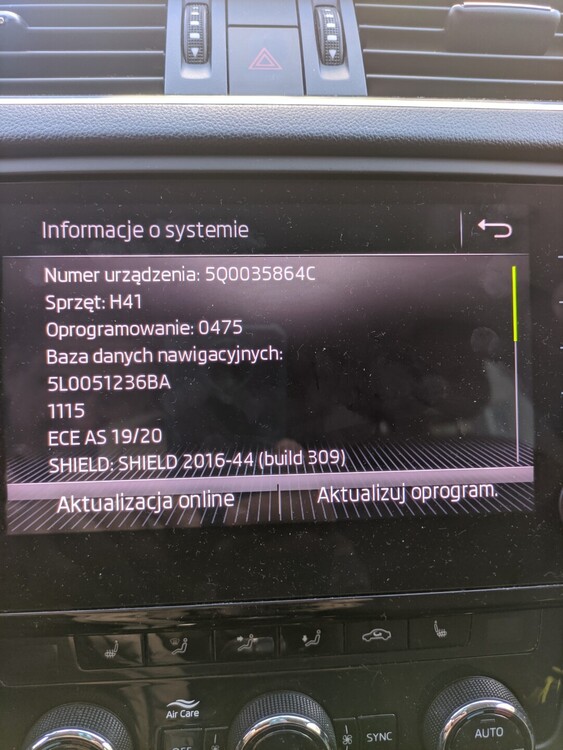 Informacje o systemie
Numer urządzenia: 5Q0035864C
Sprzęt: H41
Oprogramowanie: 0475
Baza danych nawigacyjnych:
5L0051236BA
1115
ECE AS 19/20
SHIELD: SHIELD 2016-44 (build 309)
Aktualizacja online
Aktualizuj oprogram.
Air Care
OFF
SYNC
AUTO